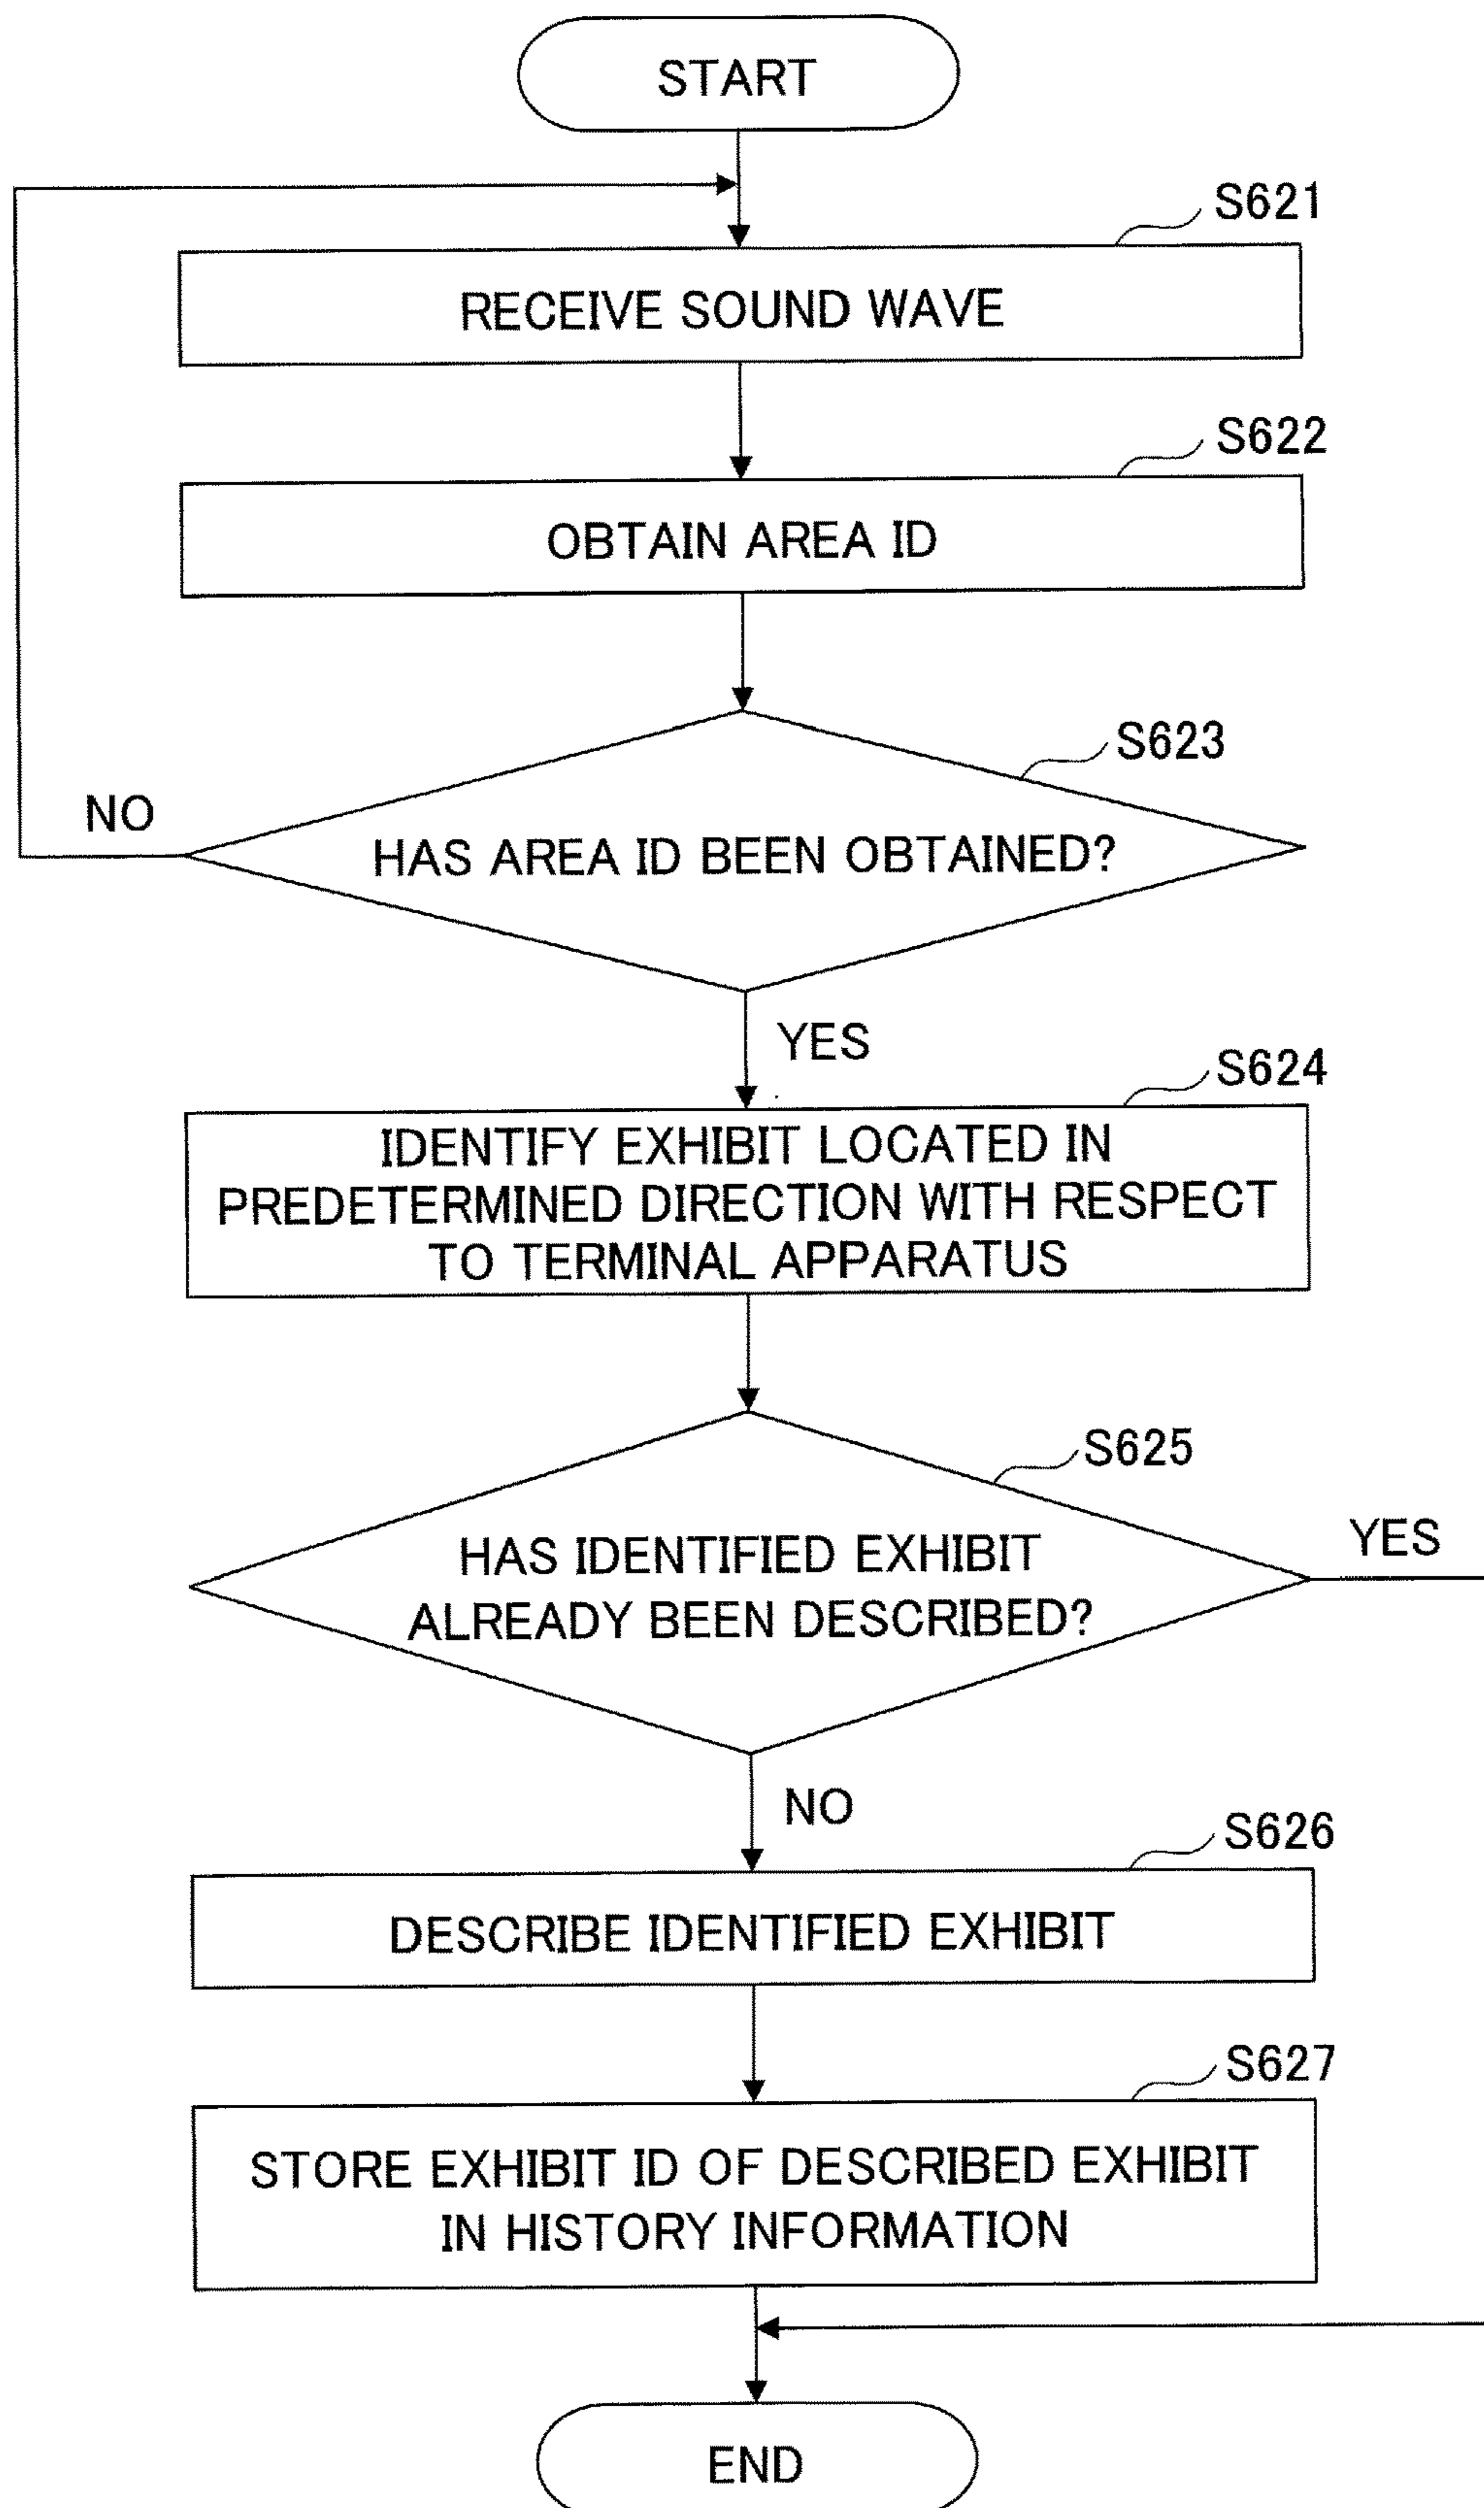 START
S621
RECEIVE SOUND WAVE
S622
OBTAIN AREA ID
S623
NO
HAS AREA ID BEEN OBTAINED?
YES
S624
IDENTIFY EXHIBIT LOCATED IN
PREDETERMINED DIRECTION WITH RESPECT
TO TERMINAL APPARATUS
S625
YES
HAS IDENTIFIED EXHIBIT
ALREADY BEEN DESCRIBED?
NO
S626
DESCRIBE IDENTIFIED EXHIBIT
S627
STORE EXHIBIT ID OF DESCRIBED EXHIBIT
IN HISTORY INFORMATION
END